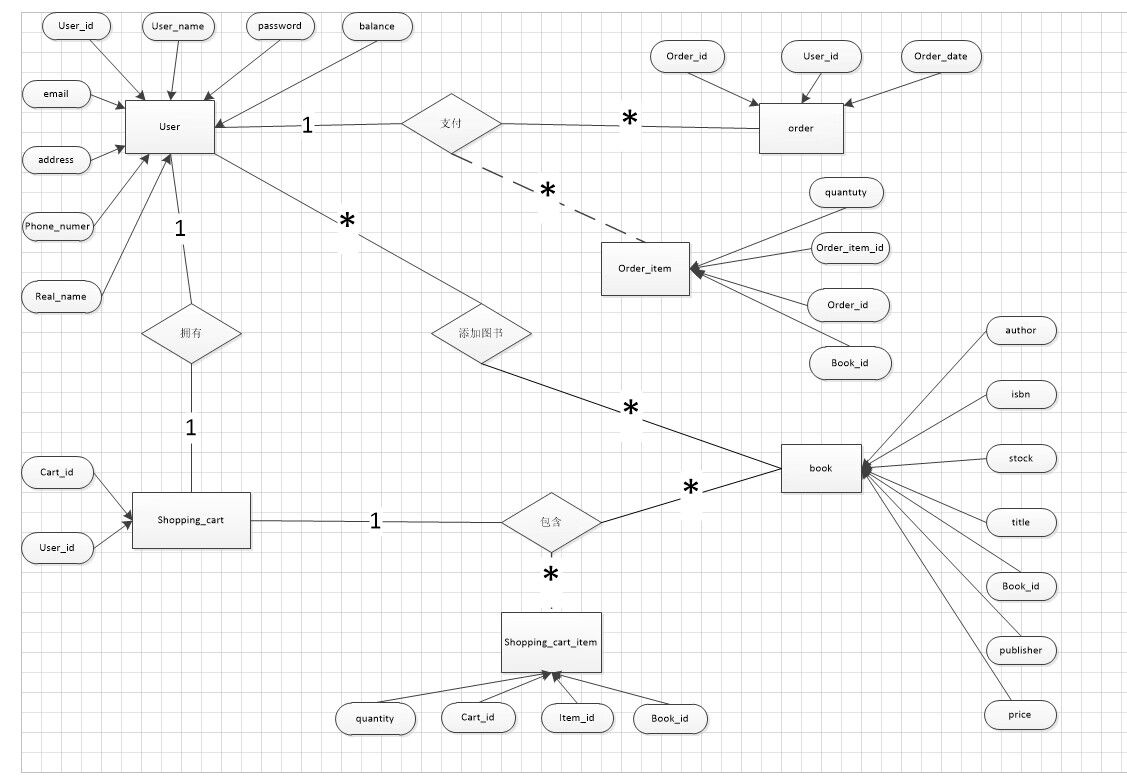 User_id
User_name
password
balance
Order_id
User_id
Order_date
email
User
1
支付
*
order
address
*
quantuty
Phone_numer
1
*
Order_item_id
Order_item
Real_name
Order_id
拥有
添加图书
author
Book_id
isbn
1
*
Cart_id
book
stock
*
Shopping_cart
1
包含
title
User_id
*
Book_id
Shopping_cart_item
publisher
quantity
Cart_id
Item_id
Book_id
price